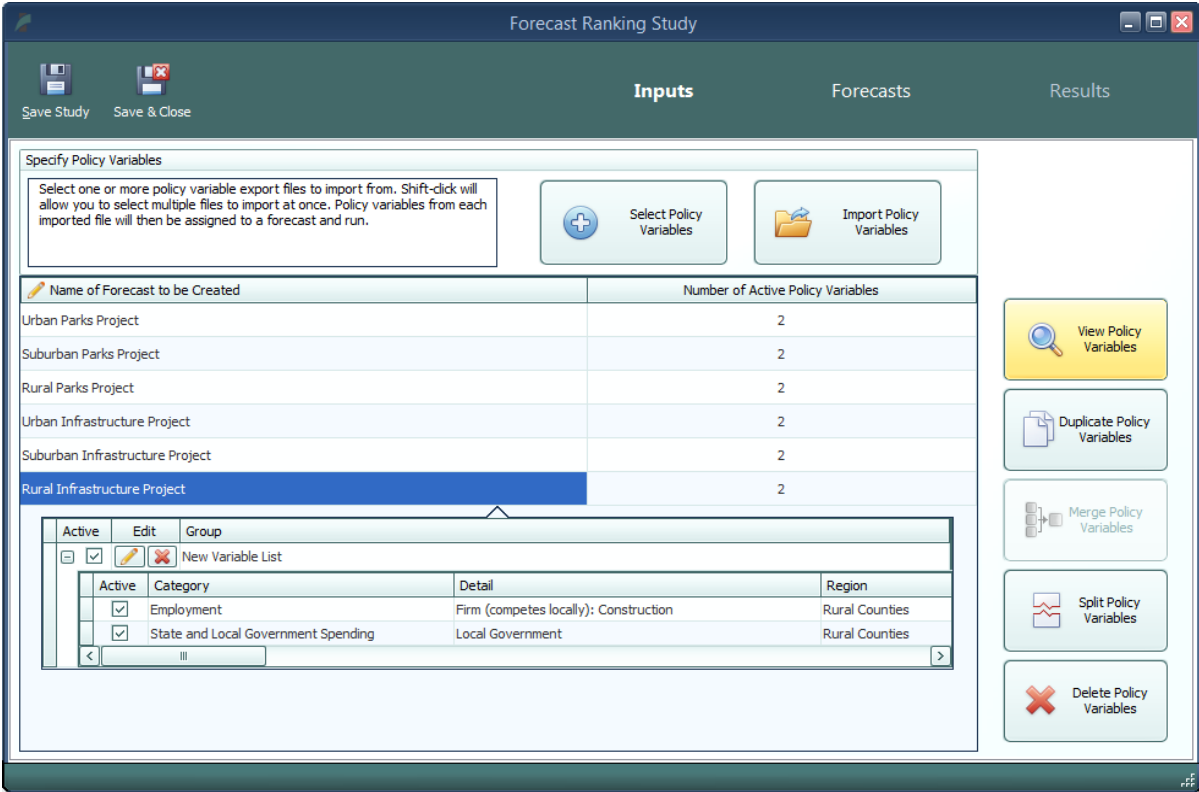 Forecast Ranking Study
Save Study
Save & Close
Inputs
Forecasts
Results
Specify Policy Variables
Select one or more policy variable export files to import from. Shift-click will
allow you to select multiple files to import at once. Policy variables from each
imported file will then be assigned to a forecast and run.
Select Policy
Variables
Import Policy
Variables
Name of Forecast to be Created
Number of Active Policy Variables
Urban Parks Project
2
Suburban Parks Project
2
Rural Parks Project
2
Urban Infrastructure Project
2
Suburban Infrastructure Project
2
Rural Infrastructure Project
2
Active
Edit
Group
New Variable List
Active
Category
Detail
Region
Employment
Firm (competes locally): Construction
Rural Counties
State and Local Government Spending
Local Government
Rural Counties
View Policy
Variables
Duplicate Policy
Variables
Merge Policy
Variables
Split Policy
Variables
Delete Policy
Variables